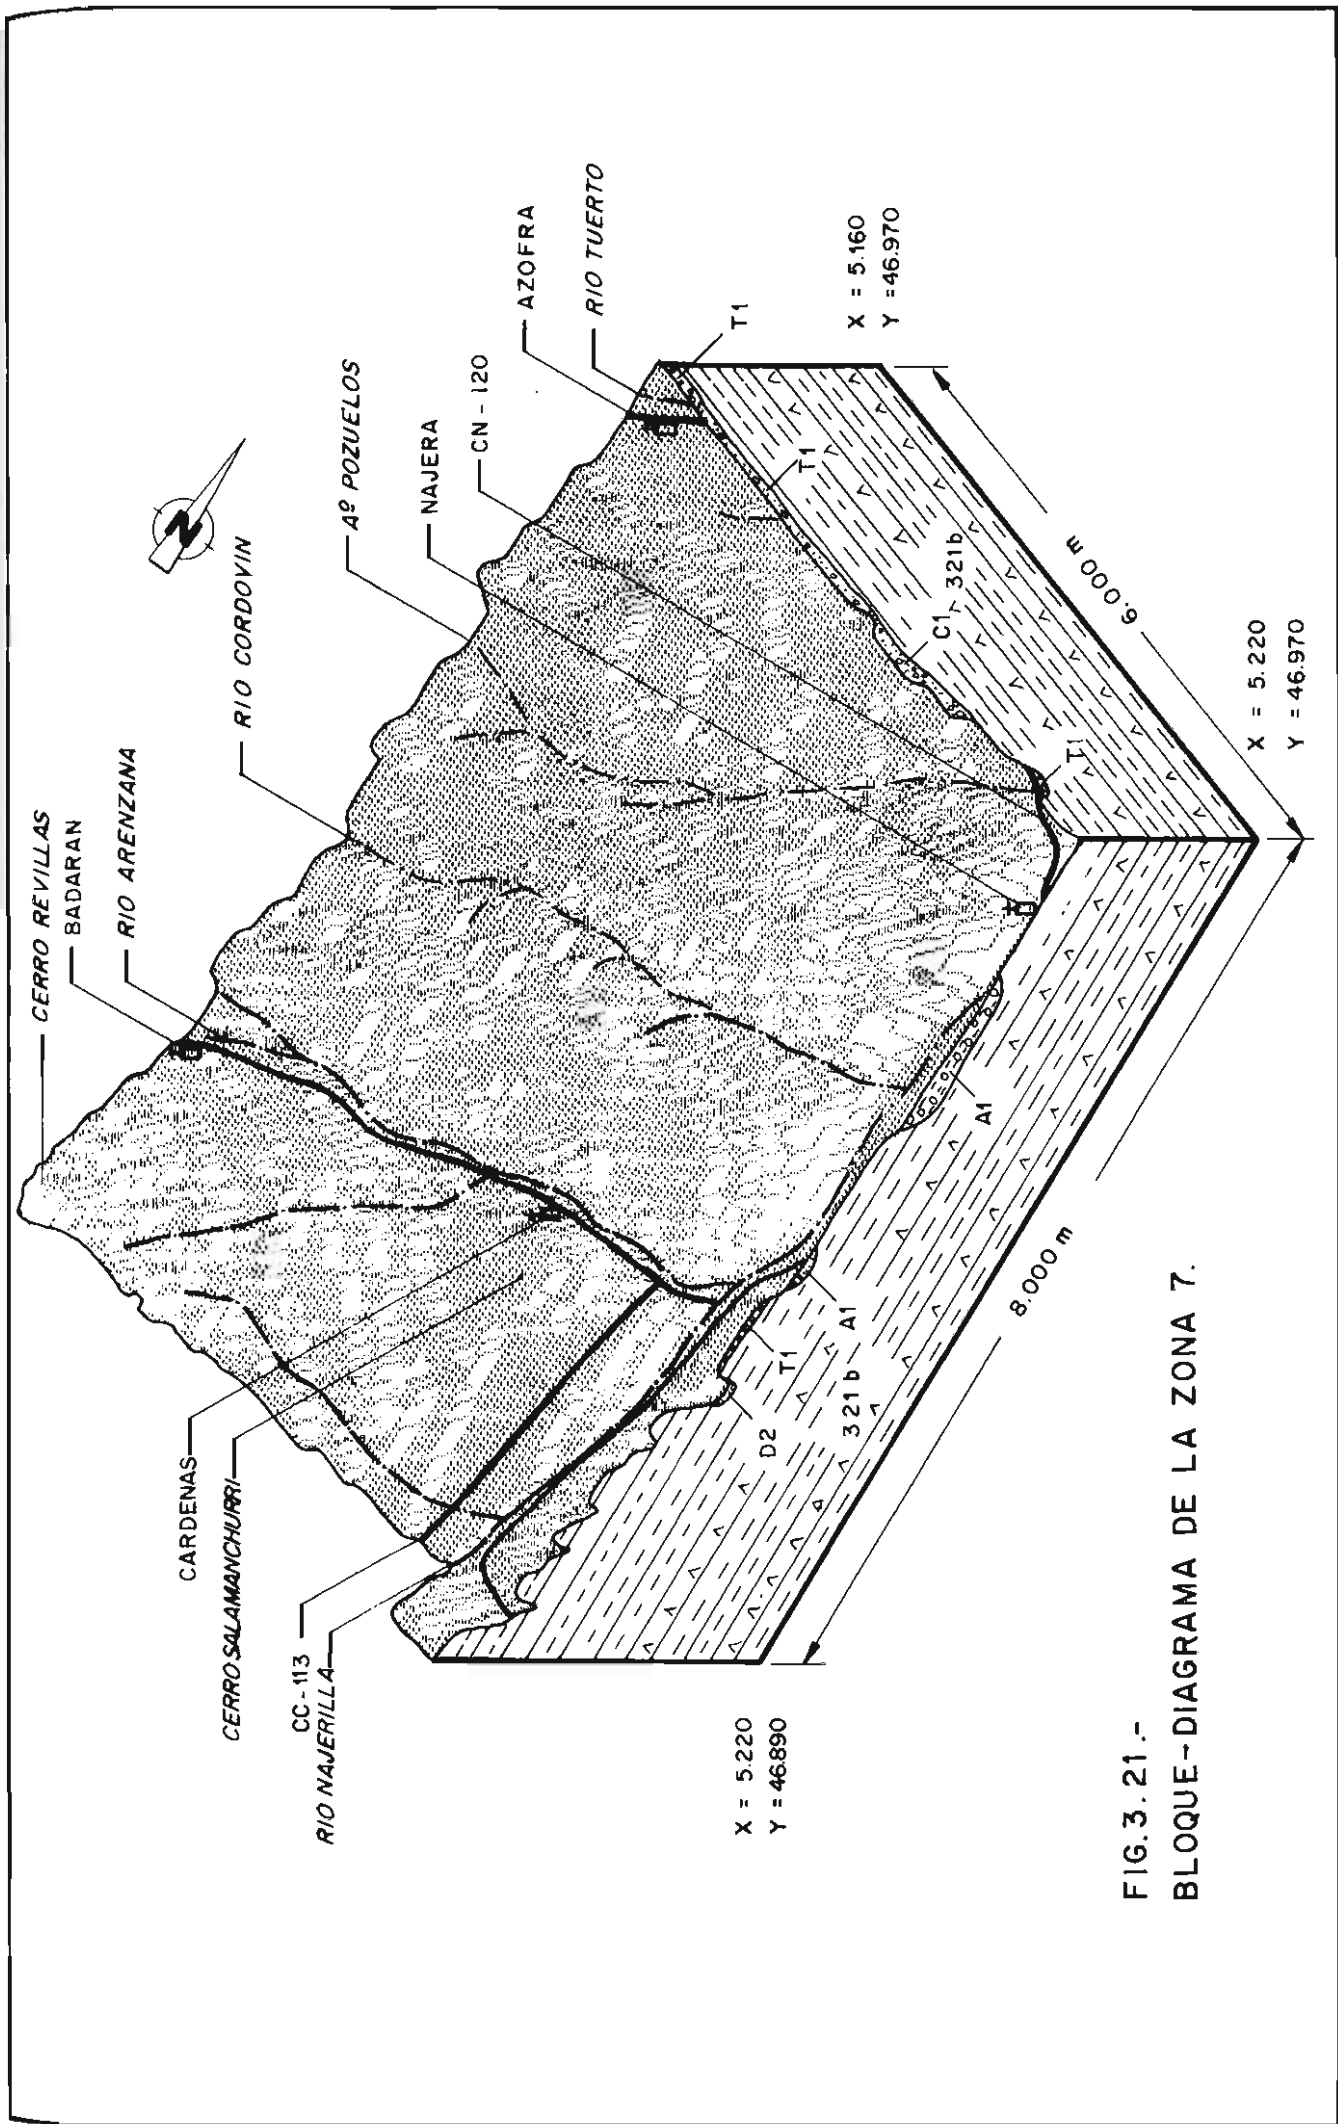 CERRO REVILLAS
BADARAN
RIO ARENZANA
RIO CORDOVIN
Aº POZUELOS
NAJERA
CN - 120
AZOFRA
RIO TUERTO
N
CARDENAS
CERRO SALAMANCHURRI
CC - 113
RIO NAJERILLA
T1
T1
C1
321b
T1
A1
A1
T1
D2
321b
X = 5.160
Y = 46.970
6.000 m
X = 5.220
Y = 46.970
8.000 m
X = 5.220
Y = 46.890
FIG. 3. 21.-
BLOQUE-DIAGRAMA DE LA ZONA 7.